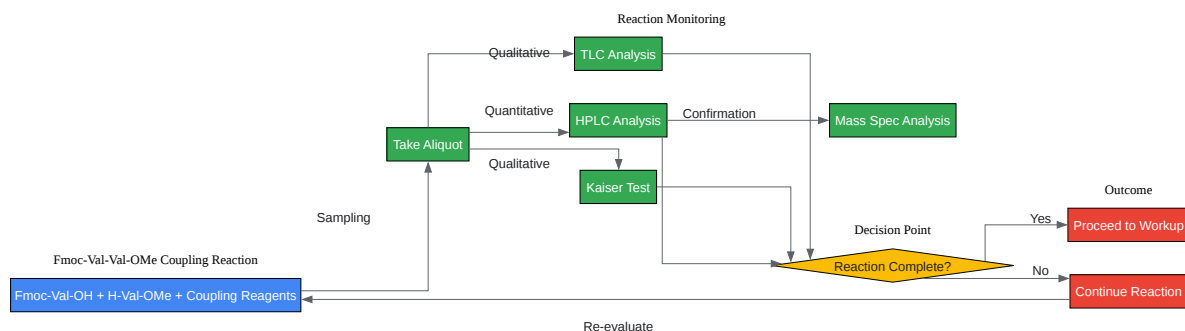 Reaction Monitoring
Qualitative
TLC Analysis
Quantitative
HPLC Analysis
Confirmation
Mass Spec Analysis
Take Aliquot
Qualitative
Kaiser Test
Outcome
Sampling
Yes
Proceed to Workup
Decision Point
Fmoc-Val-Val-OMe Coupling Reaction
Reaction Complete?
No
Fmoc-Val-OH + H-Val-OMe + Coupling Reagents
Continue Reaction
Re-evaluate